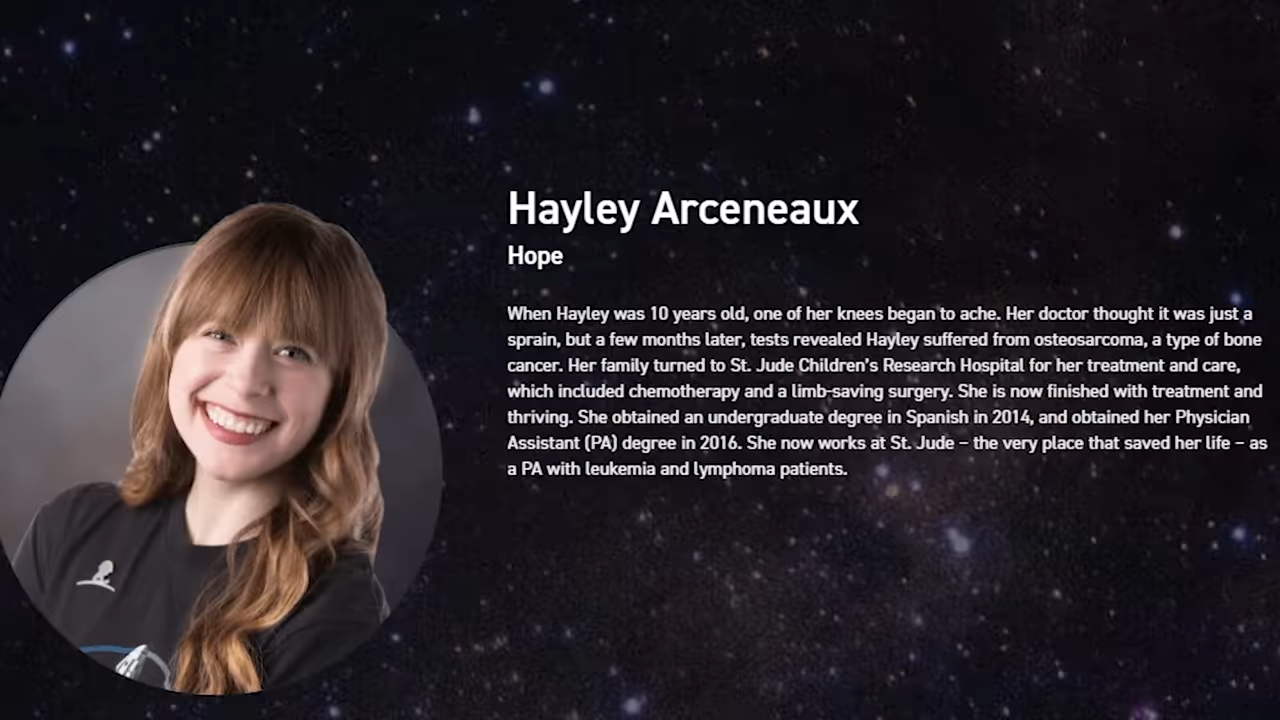 Hayley Arceneaux
Hope
When Hayley was 10 years old, one of her knees began to ache. Her doctor thought it was just a
sprain, but a few months later, tests revealed Hayley suffered from osteosarcoma, a type of bone
cancer. Her family turned to St. Jude Children's Research Hospital for her treatment and care,
which included chemotherapy and a limb-saving surgery. She is now finished with treatment and
thriving. She obtained an undergraduate degree in Spanish in 2014, and obtained her Physician
Assistant (PA) degree in 2016. She now works at St. Jude – the very place that saved her life – as
a PA with leukemia and lymphoma patients.